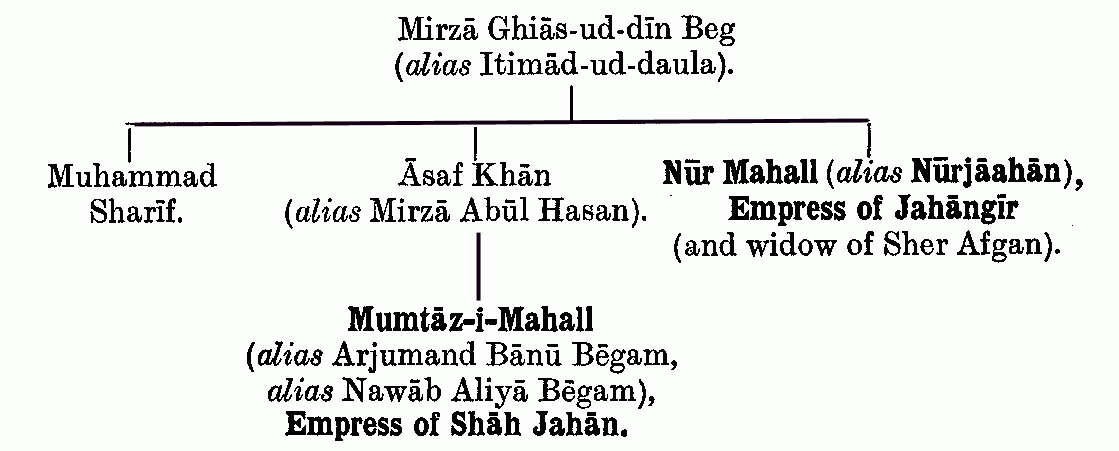 Mirzā Ghiās-ud-dīn Beg
(alias Itimād-ud-daula).
Muhammad
Sharīf.
Āsaf Khān
(alias Mirzā Abūl Hasan).
Nūr Mahall (alias Nūrjāahān),
Empress of Jahāngīr
(and widow of Sher Afgan).
Mumtāz-i-Mahall
(alias Arjumand Bānū Bēgam,
alias Nawāb Aliyā Bēgam),
Empress of Shāh Jahān.